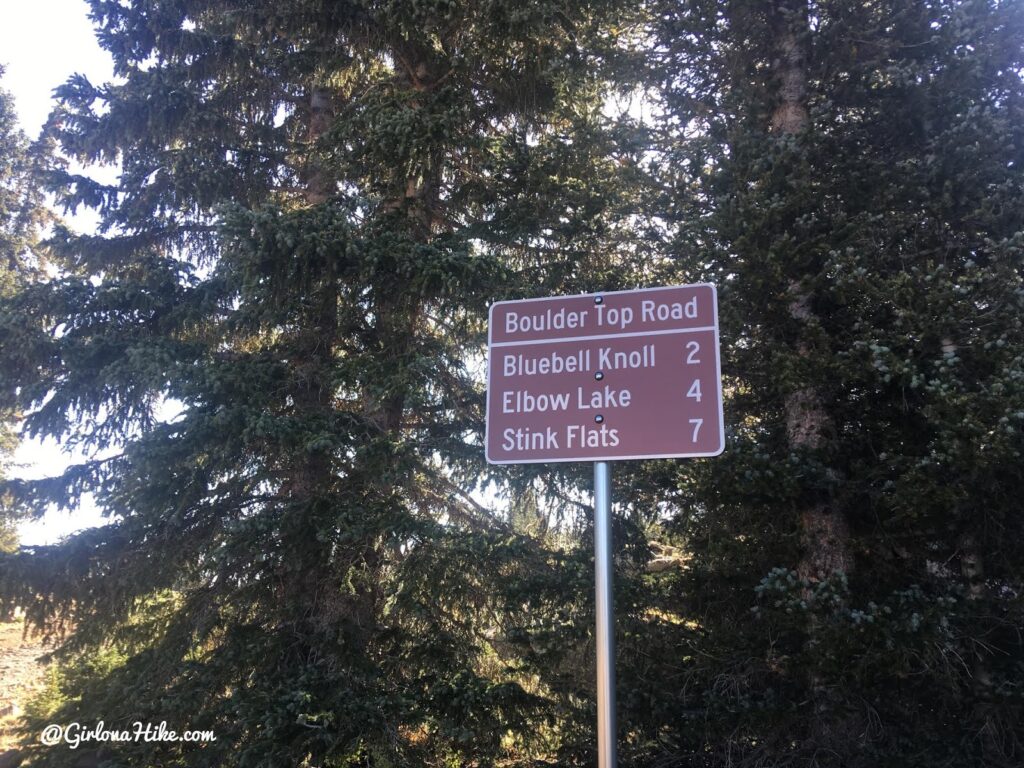 Boulder Top Road
Bluebell Knoll 2
Elbow Lake 4
Stink Flats 7
@GirlonaHike.com